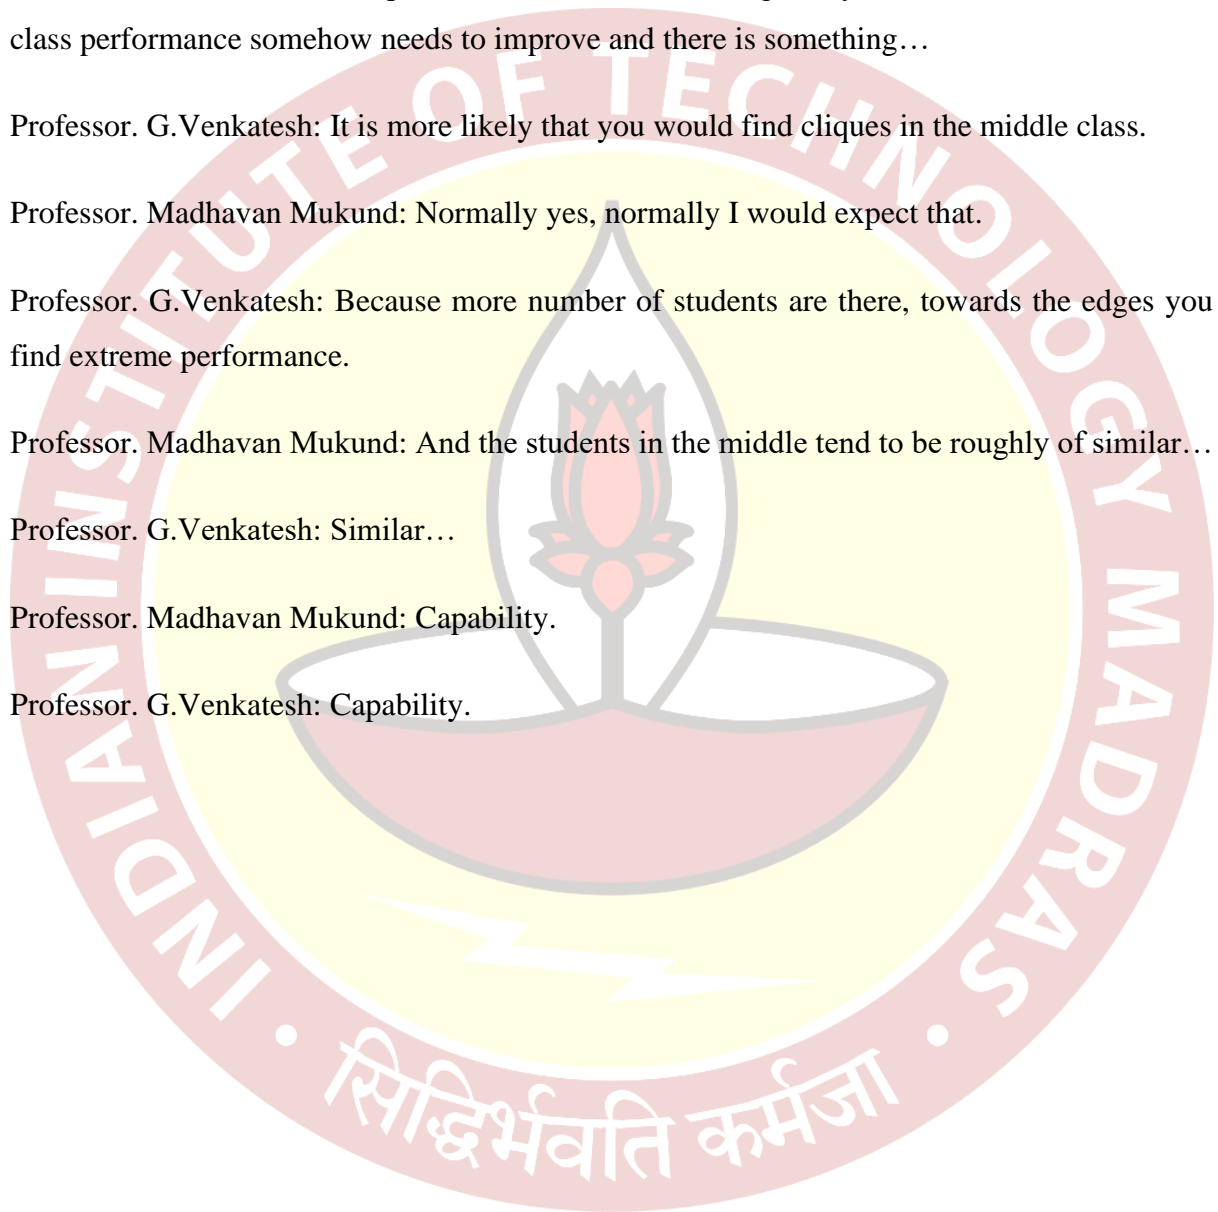 class performance somehow needs to improve and there is something…
Professor. G.Venkatesh: It is more likely that you would find cliques in the middle class.
Professor. Madhavan Mukund: Normally yes, normally I would expect that.
Professor. G.Venkatesh: Because more number of students are there, towards the edges you
find extreme performance.
Professor. Madhavan Mukund: And the students in the middle tend to be roughly of similar…
Professor. G.Venkatesh: Similar…
Professor. Madhavan Mukund: Capability.
Professor. G.Venkatesh: Capability.
INDIAN INSTITUTE OF TECHNOLOGY MADRAS
सिद्धिर्भवति कर्मजा